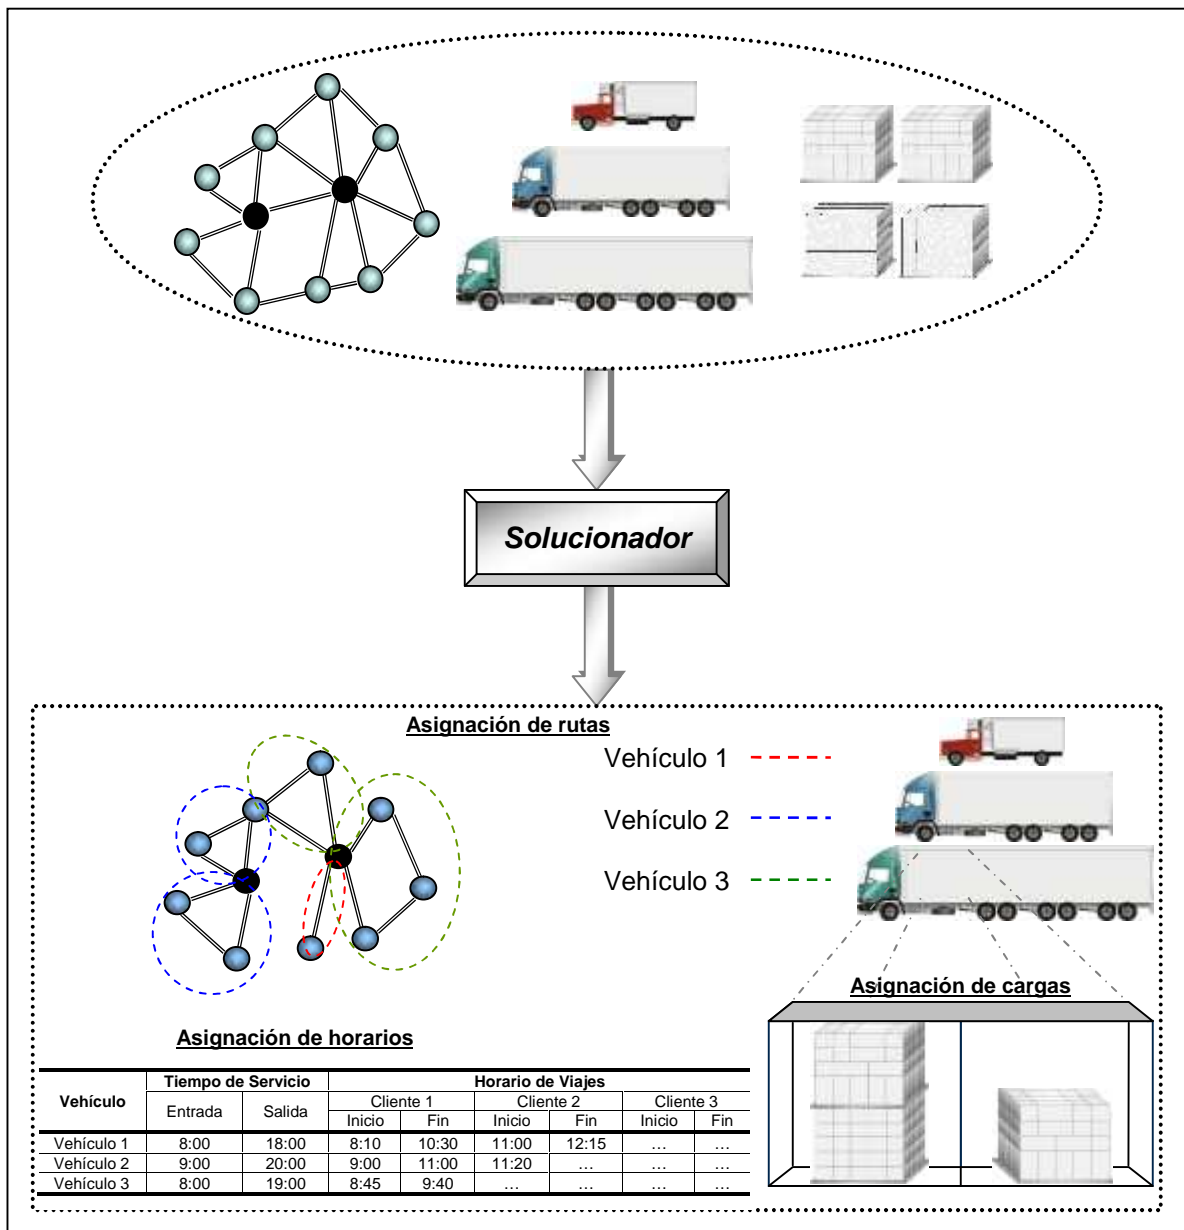 Solucionador
Asignación de rutas
Vehículo 1
Vehículo 2
Vehículo 3
Asignación de cargas
Asignación de horarios
Vehículo Tiempo de Servicio Horario de Viajes
Entrada Salida Cliente 1 Cliente 2 Cliente 3
Inicio Fin Inicio Fin Inicio Fin
Vehículo 1 8:00 18:00 8:10 10:30 11:00 12:15 … …
Vehículo 2 9:00 20:00 9:00 11:00 11:20 … … …
Vehículo 3 8:00 19:00 8:45 9:40 … … … …